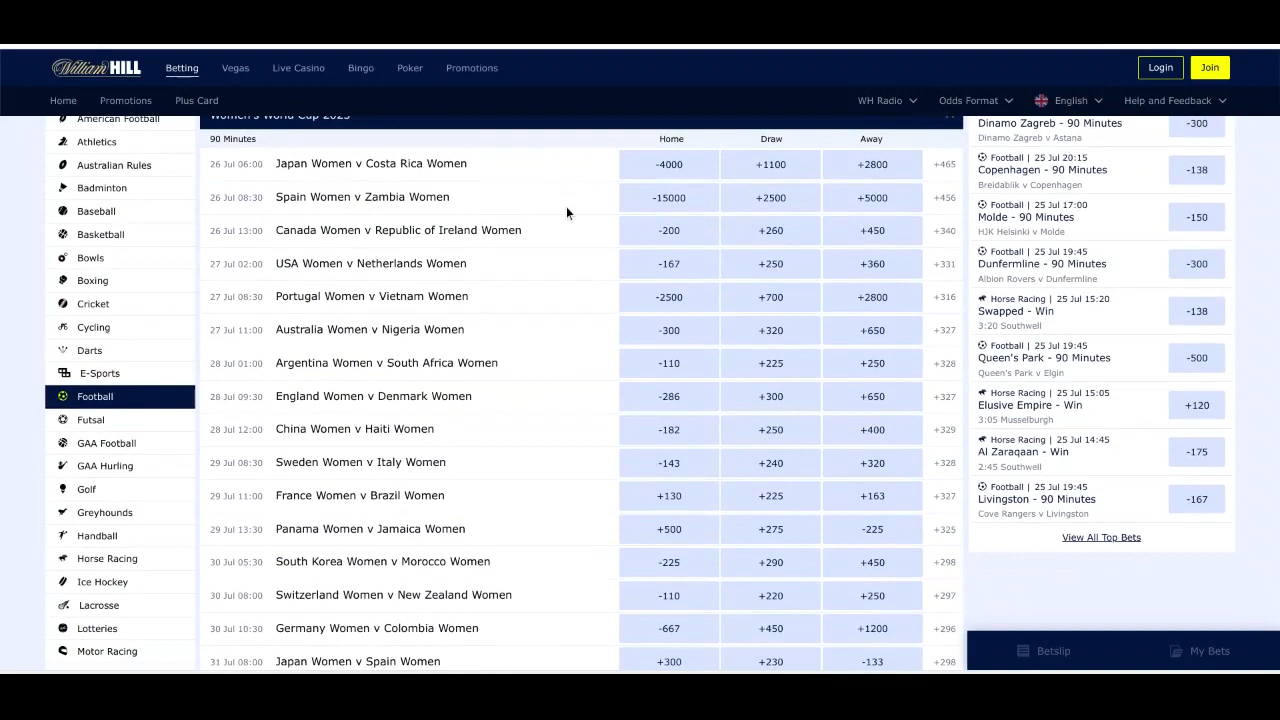 William HILL
Betting Vegas Live Casino Bingo Poker Promotions Login Join
Home Promotions Plus Card WH Radio Odds Format English Help and Feedback
American Football
Athletics
Australian Rules
Badminton
Baseball
Basketball
Bowls
Boxing
Cricket
Cycling
Darts
E-Sports
Football
Futsal
GAA Football
GAA Hurling
Golf
Greyhounds
Handball
Horse Racing
Ice Hockey
Lacrosse
Lotteries
Motor Racing
Women's World Cup 2023
90 Minutes Home Draw Away
26 Jul 06:00 Japan Women v Costa Rica Women -4000 +1100 +2800 +465
26 Jul 08:30 Spain Women v Zambia Women -15000 +2500 +5000 +456
26 Jul 13:00 Canada Women v Republic of Ireland Women -200 +260 +450 +340
27 Jul 02:00 USA Women v Netherlands Women -167 +250 +360 +331
27 Jul 08:30 Portugal Women v Vietnam Women -2500 +700 +2800 +316
27 Jul 11:00 Australia Women v Nigeria Women -300 +320 +650 +327
28 Jul 01:00 Argentina Women v South Africa Women -110 +225 +250 +328
28 Jul 09:30 England Women v Denmark Women -286 +300 +650 +327
28 Jul 12:00 China Women v Haiti Women -182 +250 +400 +329
29 Jul 08:30 Sweden Women v Italy Women -143 +240 +320 +328
29 Jul 11:00 France Women v Brazil Women +130 +225 +163 +327
29 Jul 13:30 Panama Women v Jamaica Women +500 +275 -225 +325
30 Jul 05:30 South Korea Women v Morocco Women -225 +290 +450 +298
30 Jul 08:00 Switzerland Women v New Zealand Women -110 +220 +250 +297
30 Jul 10:30 Germany Women v Colombia Women -667 +450 +1200 +296
31 Jul 08:00 Japan Women v Spain Women +300 +230 -133 +298
Dinamo Zagreb - 90 Minutes -300
Dinamo Zagreb v Astana
Football | 25 Jul 20:15
Copenhagen - 90 Minutes -138
Breidablik v Copenhagen
Football | 25 Jul 17:00
Molde - 90 Minutes -150
HJK Helsinki v Molde
Football | 25 Jul 19:45
Dunfermline - 90 Minutes -300
Albion Rovers v Dunfermline
Horse Racing | 25 Jul 15:20
Swapped - Win -138
3:20 Southwell
Football | 25 Jul 19:45
Queen's Park - 90 Minutes -500
Queen's Park v Elgin
Horse Racing | 25 Jul 15:05
Elusive Empire - Win +120
3:05 Musselburgh
Horse Racing | 25 Jul 14:45
Al Zaraqaan - Win -175
2:45 Southwell
Football | 25 Jul 19:45
Livingston - 90 Minutes -167
Cove Rangers v Livingston
View All Top Bets
Betslip My Bets